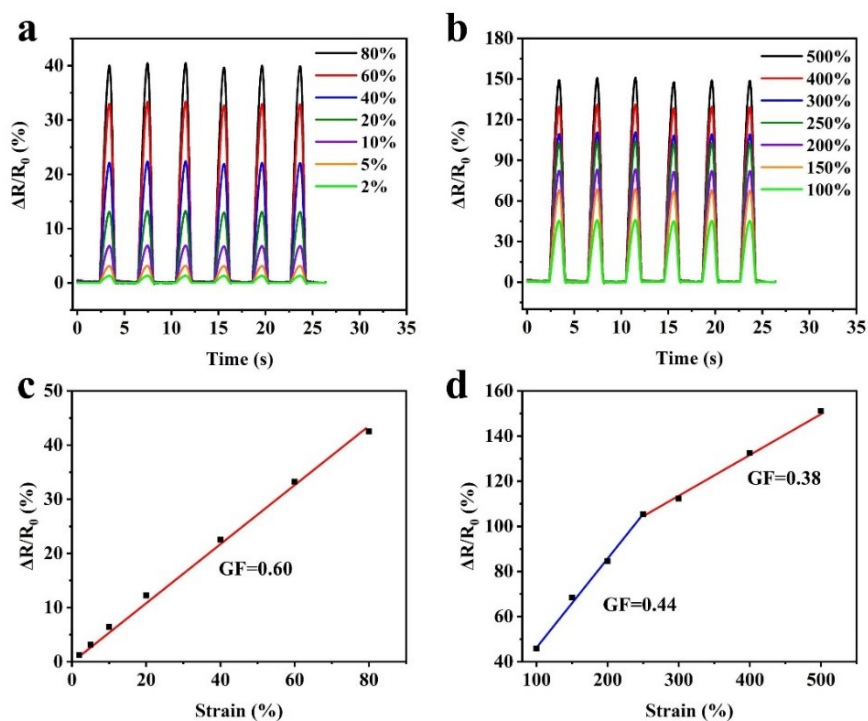 a
ΔR/R₀ (%)
40
30
20
10
0
80%
60%
40%
20%
10%
5%
2%
0 5 10 15 20 25 30 35
Time (s)
b
ΔR/R₀ (%)
180
150
120
90
60
30
0
500%
400%
300%
250%
200%
150%
100%
0 5 10 15 20 25 30 35
Time (s)
c
ΔR/R₀ (%)
50
40
30
20
10
0
GF=0.60
0 20 40 60 80
Strain (%)
d
ΔR/R₀ (%)
160
140
120
100
80
60
40
GF=0.38
GF=0.44
100 200 300 400 500
Strain (%)